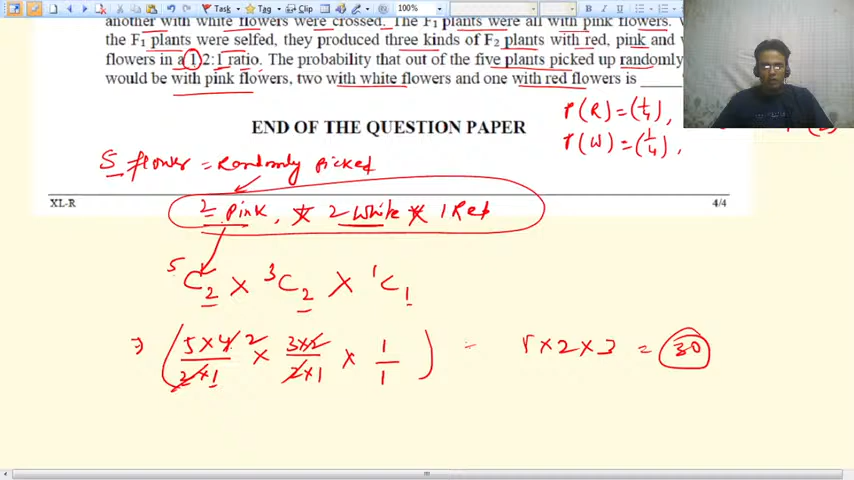 Task Tag 100% B I U
another with white flowers were crossed. The F1 plants were all with pink flowers.
the F1 plants were selfed, they produced three kinds of F2 plants with red, pink and
flowers in a 1:2:1 ratio. The probability that out of the five plants picked up randomly
would be with pink flowers, two with white flowers and one with red flowers is
P(R)=(1/4),
P(W)=(1/4),
END OF THE QUESTION PAPER
5 flower = Randomly picked
XL-R 4/4
2 Pink, * 2 White * 1 Red
5C2 × 3C2 × 1C1
⇒ (5×4/2×1 2 × 3×2/2×1 × 1/1) = 5×2×3 = 30